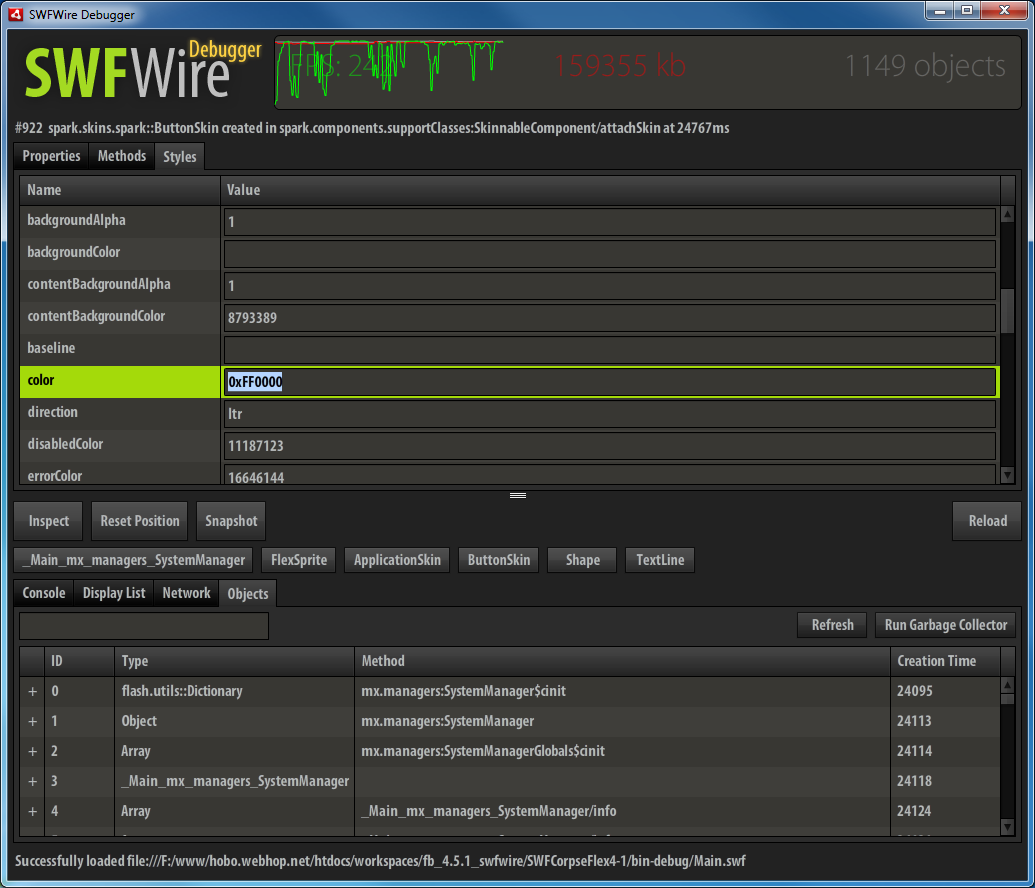 SWFWire Debugger
SWFWire Debugger
159355 kb
1149 objects
#922 spark.skins.spark::ButtonSkin created in spark.components.supportClasses:SkinnableComponent/attachSkin at 24767ms
Properties Methods Styles
Name Value
backgroundAlpha 1
backgroundColor
contentBackgroundAlpha 1
contentBackgroundColor 8793389
baseline
color 0xFF0000
direction ltr
disabledColor 11187123
errorColor 16646144
Inspect Reset Position Snapshot Reload
_Main_mx_managers_SystemManager FlexSprite ApplicationSkin ButtonSkin Shape TextLine
Console Display List Network Objects
Refresh Run Garbage Collector
ID Type Method Creation Time
+ 0 flash.utils::Dictionary mx.managers:SystemManager$cinit 24095
+ 1 Object mx.managers:SystemManager 24113
+ 2 Array mx.managers:SystemManagerGlobals$cinit 24114
+ 3 _Main_mx_managers_SystemManager 24118
+ 4 Array _Main_mx_managers_SystemManager/info 24124
Successfully loaded file:///F:/www/hobo.webhop.net/htdocs/workspaces/fb_4.5.1_swfwire/SWFCorpseFlex4-1/bin-debug/Main.swf